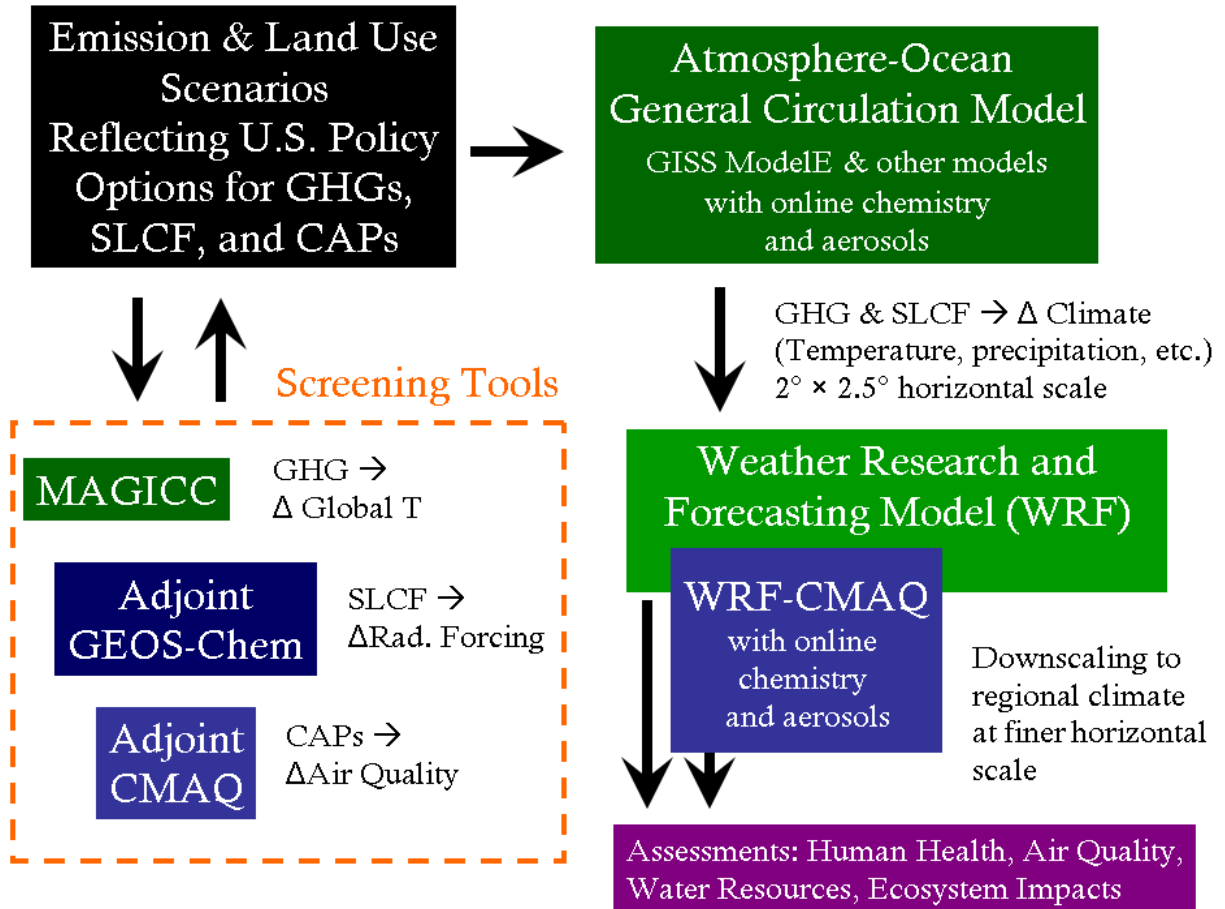 Emission & Land Use
Scenarios
Reflecting U.S. Policy
Options for GHGs,
SLCF, and CAPs
Atmosphere-Ocean
General Circulation Model
GISS ModelE & other models
with online chemistry
and aerosols
GHG & SLCF → Δ Climate
(Temperature, precipitation, etc.)
2° × 2.5° horizontal scale
Screening Tools
MAGICC
GHG →
Δ Global T
Adjoint
GEOS-Chem
SLCF →
ΔRad. Forcing
Adjoint
CMAQ
CAPs →
ΔAir Quality
Weather Research and
Forecasting Model (WRF)
WRF-CMAQ
with online
chemistry
and aerosols
Downscaling to
regional climate
at finer horizontal
scale
Assessments: Human Health, Air Quality,
Water Resources, Ecosystem Impacts